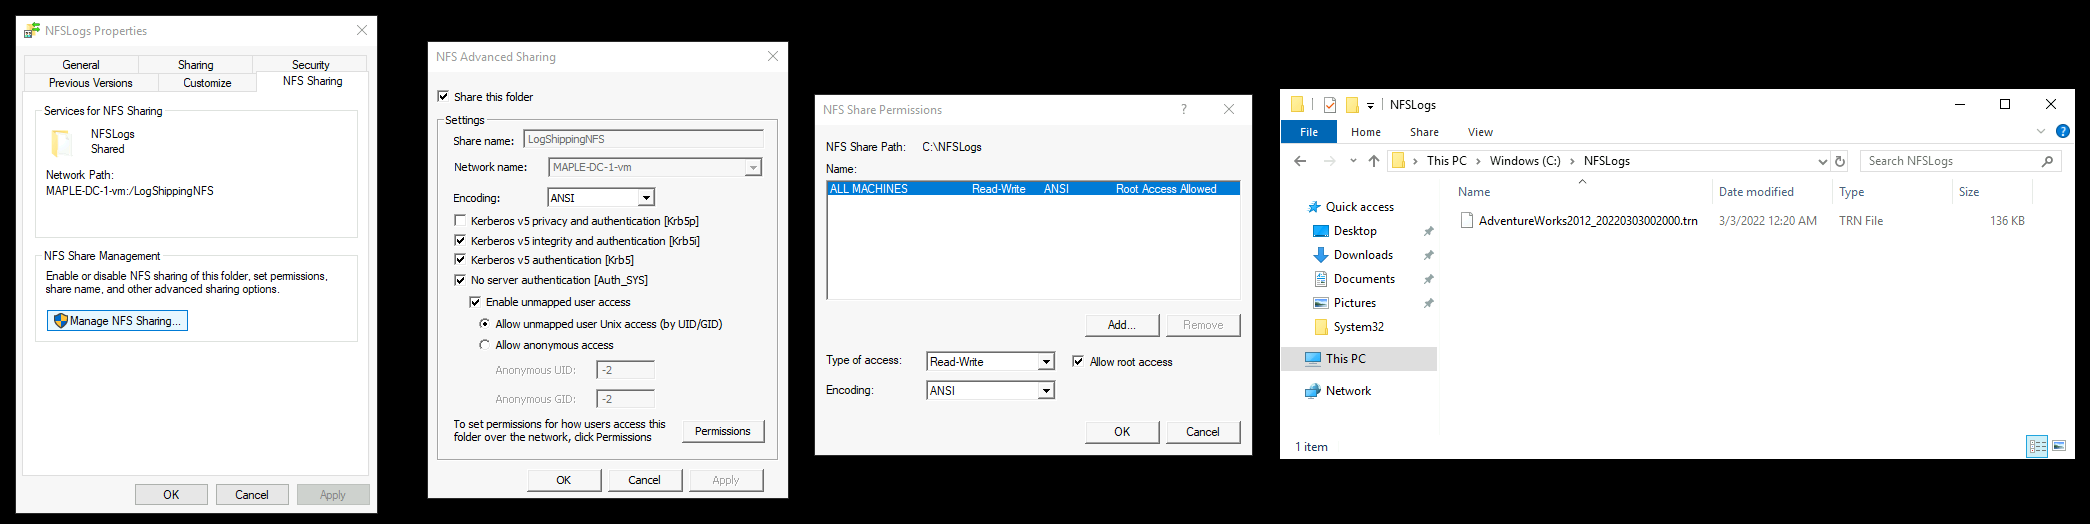 NFSLogs Properties
General
Sharing
Security
Previous Versions
Customize
NFS Sharing
Services for NFS Sharing
NFSLogs
Shared
Network Path:
MAPLE-DC-1-vm:/LogShippingNFS
NFS Share Management
Enable or disable NFS sharing of this folder, set permissions,
share name, and other advanced sharing options.
Manage NFS Sharing...
OK
Cancel
Apply
NFS Advanced Sharing
Share this folder
Settings
Share name:
LogShippingNFS
Network name:
MAPLE-DC-1-vm
Encoding:
ANSI
Kerberos v5 privacy and authentication [Krb5p]
Kerberos v5 integrity and authentication [Krb5i]
Kerberos v5 authentication [Krb5]
No server authentication [Auth_SYS]
Enable unmapped user access
Allow unmapped user Unix access (by UID/GID)
Allow anonymous access
Anonymous UID:
-2
Anonymous GID:
-2
To set permissions for how users access this
folder over the network, click Permissions
Permissions
OK
Cancel
Apply
NFS Share Permissions
?
NFS Share Path: C:\NFSLogs
Name:
ALL MACHINES Read-Write ANSI Root Access Allowed
Add...
Remove
Type of access:
Read-Write
Allow root access
Encoding:
ANSI
OK
Cancel
NFSLogs
File
Home
Share
View
?
This PC
Windows (C:)
NFSLogs
Search NFSLogs
Name
Date modified
Type
Size
Quick access
Desktop
Downloads
Documents
Pictures
System32
This PC
Network
AdventureWorks2012_20220303002000.trn 3/3/2022 12:20 AM TRN File 136 KB
1 item